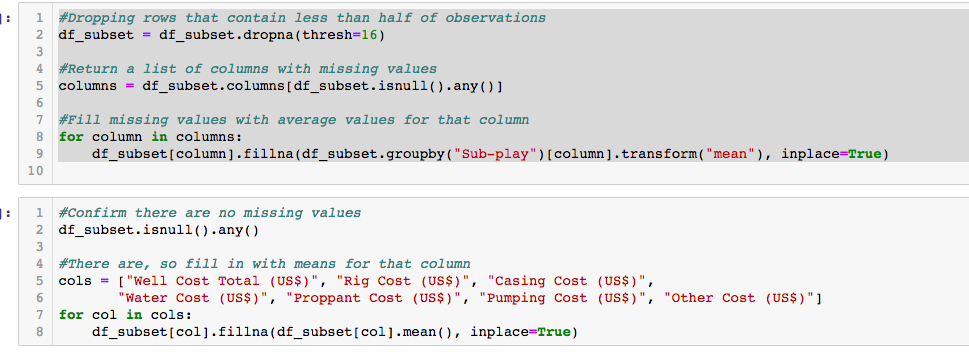 ]:
1 #Dropping rows that contain less than half of observations
2 df_subset = df_subset.dropna(thresh=16)
3
4 #Return a list of columns with missing values
5 columns = df_subset.columns[df_subset.isnull().any()]
6
7 #Fill missing values with average values for that column
8 for column in columns:
9     df_subset[column].fillna(df_subset.groupby("Sub-play")[column].transform("mean"), inplace=True)
10
]:
1 #Confirm there are no missing values
2 df_subset.isnull().any()
3
4 #There are, so fill in with means for that column
5 cols = ["Well Cost Total (US$)", "Rig Cost (US$)", "Casing Cost (US$)",
6        "Water Cost (US$)", "Proppant Cost (US$)", "Pumping Cost (US$)", "Other Cost (US$)"]
7 for col in cols:
8     df_subset[col].fillna(df_subset[col].mean(), inplace=True)